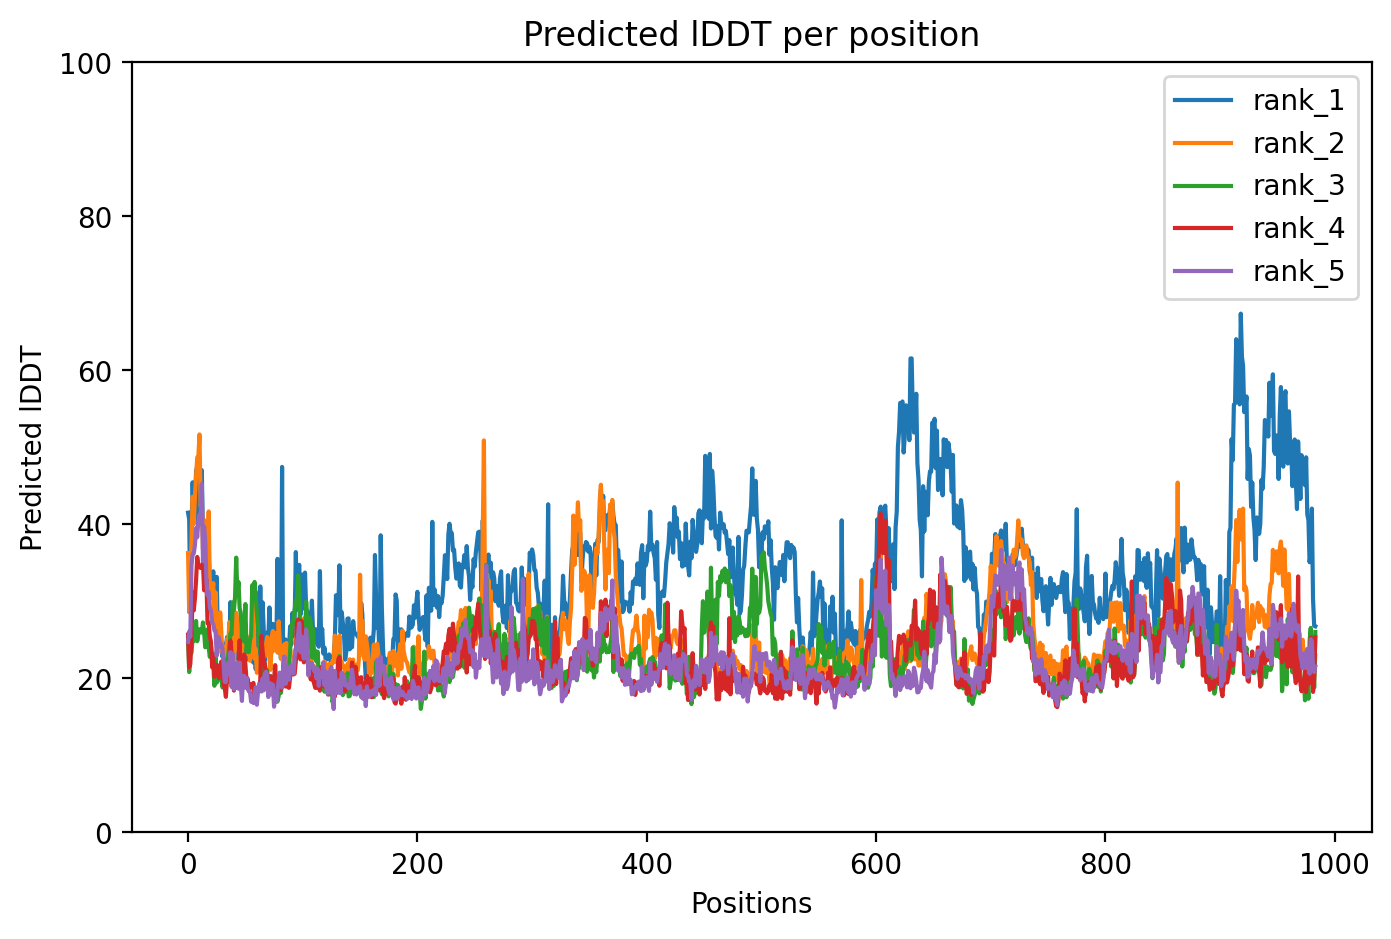 Predicted lDDT per position
100
80
60
40
20
0
Predicted lDDT
0 200 400 600 800 1000
Positions
rank_1
rank_2
rank_3
rank_4
rank_5